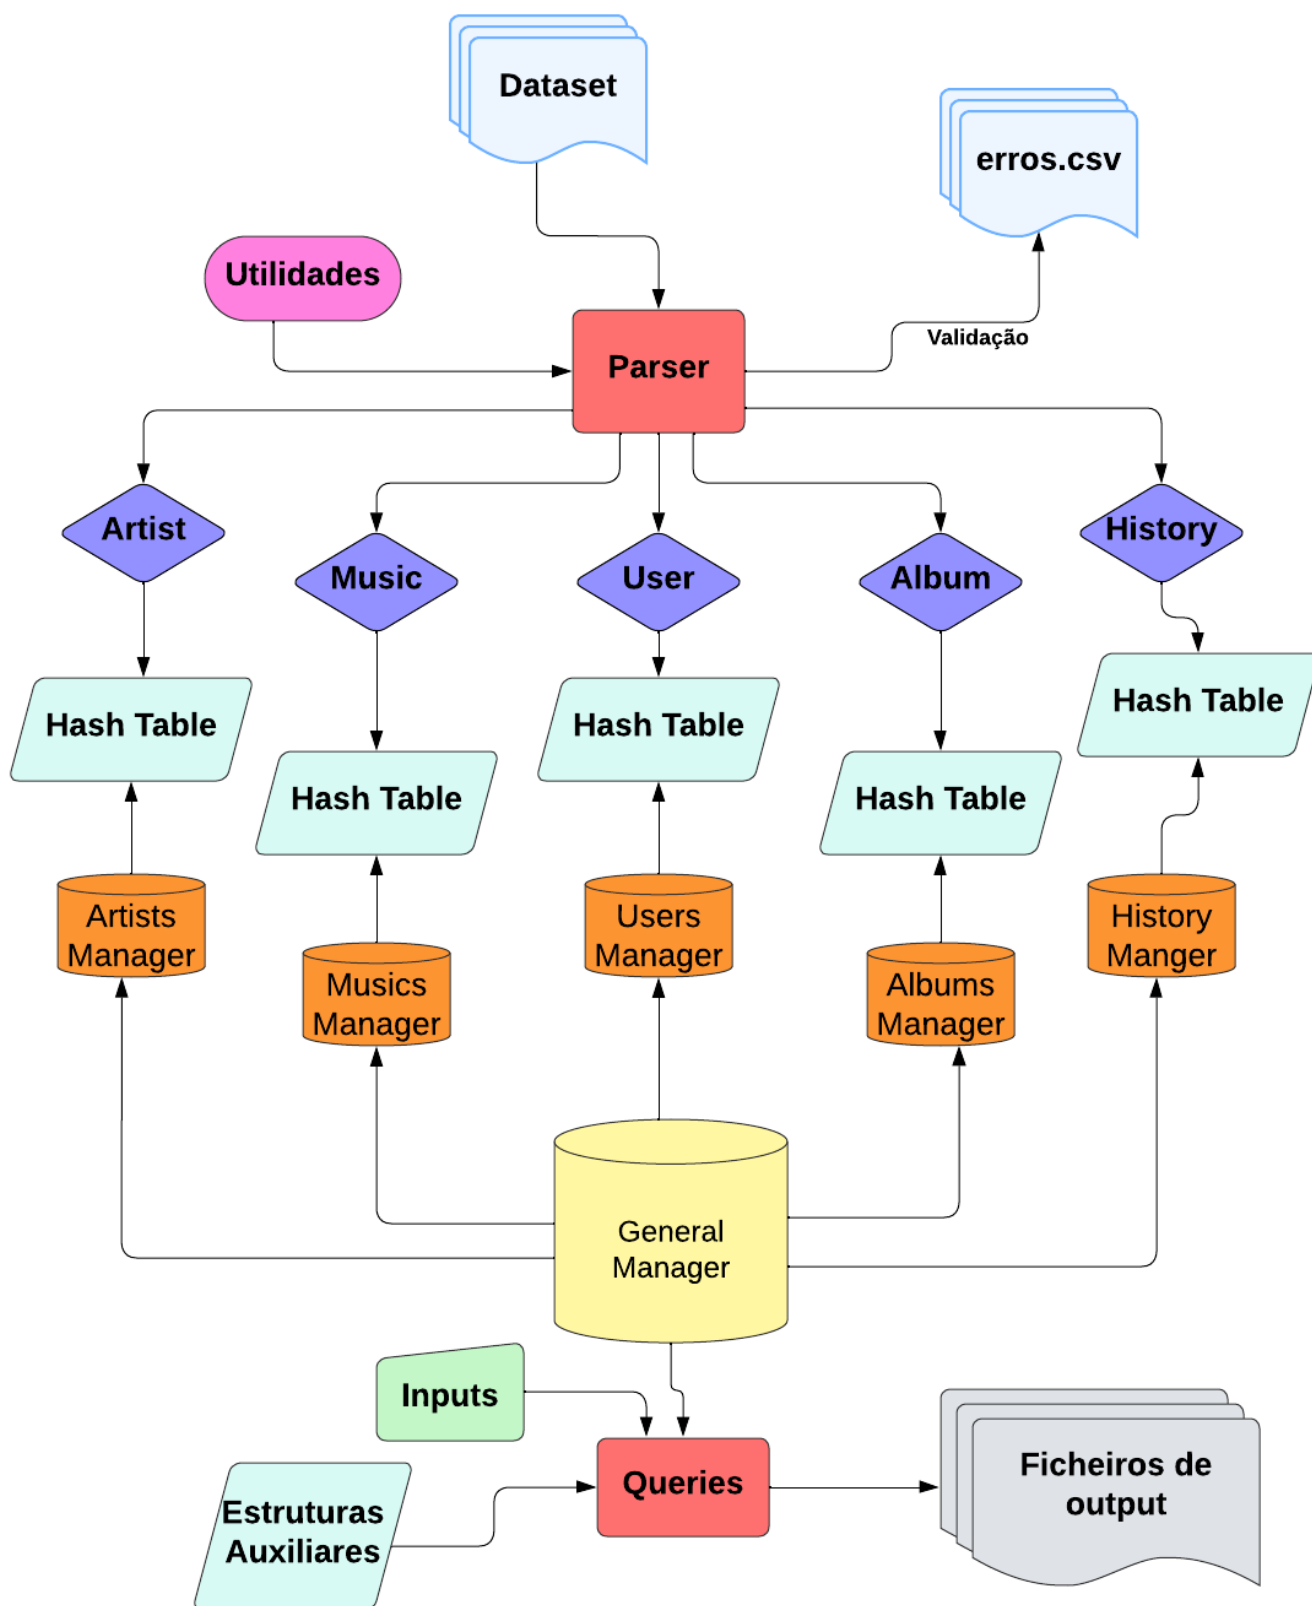 Dataset
erros.csv
Utilidades
Validação
Parser
Artist
Music
User
Album
History
Hash Table
Hash Table
Hash Table
Hash Table
Hash Table
Artists
Manager
Musics
Manager
Users
Manager
Albums
Manager
History
Manger
General
Manager
Inputs
Queries
Estruturas
Auxiliares
Ficheiros de
output